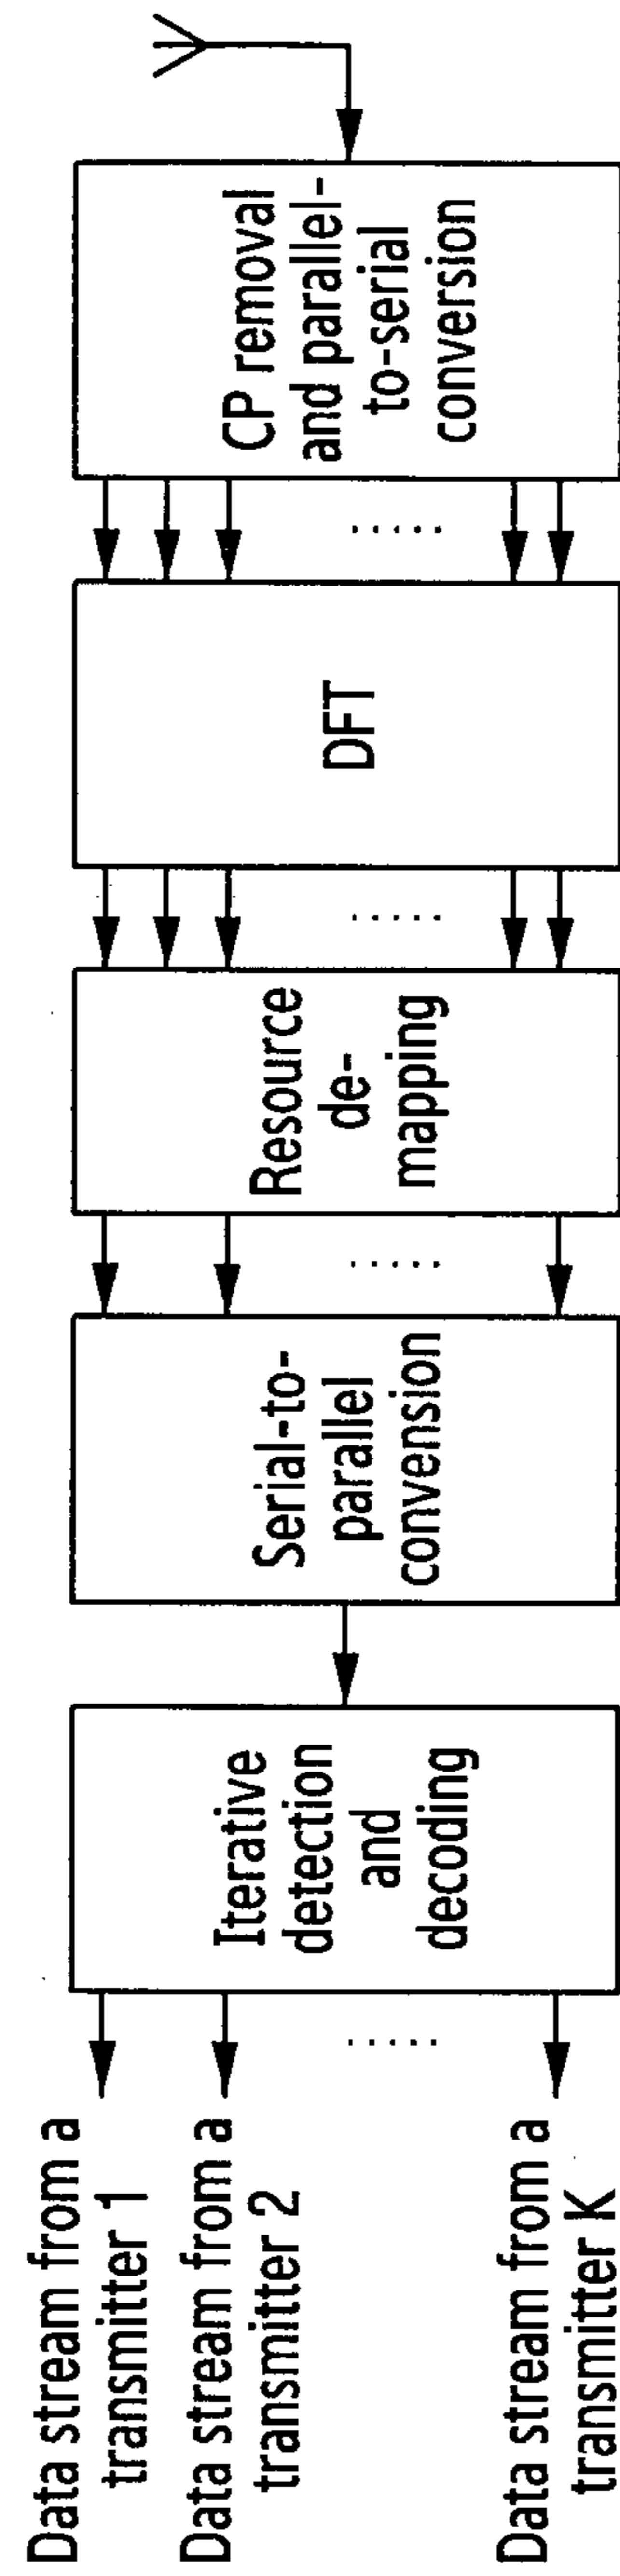 Data stream from a
transmitter 1
Data stream from a
transmitter 2
.....
Data stream from a
transmitter K
Iterative
detection
and
decoding
Serial-to-
parallel
convension
.....
Resource
de-
mapping
.....
DFT
.....
CP removal
and parallel-
to-serial
conversion